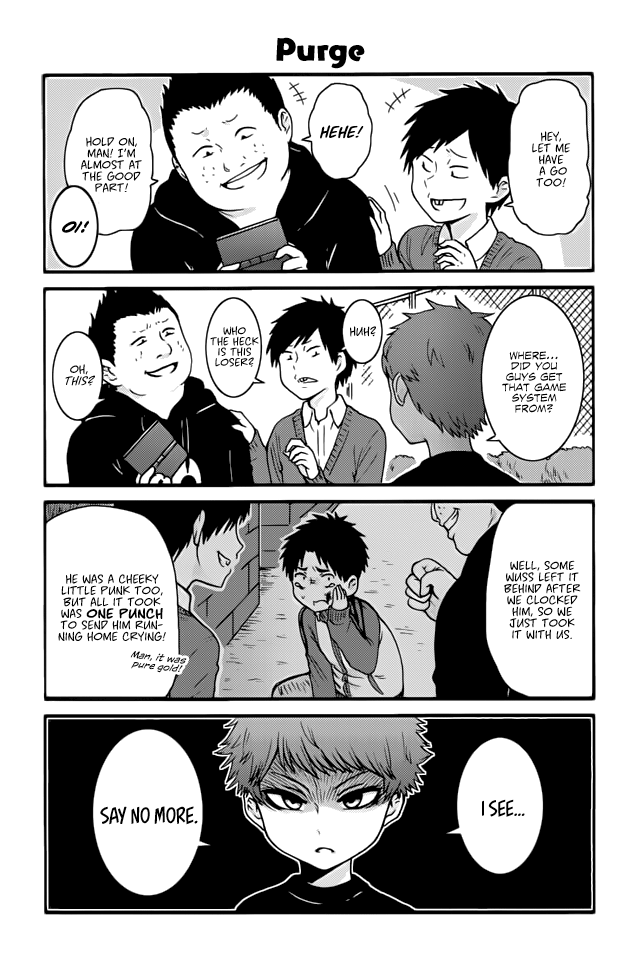 Purge
HEY,
LET ME
HAVE
A GO
TOO!
HEHE!
HOLD ON,
MAN! I'M
ALMOST AT
THE GOOD
PART!
OI!
WHERE...
DID YOU
GUYS GET
THAT GAME
SYSTEM
FROM?
HUH?
WHO
THE HECK
IS THIS
LOSER?
OH,
THIS?
WELL, SOME
WUSS LEFT IT
BEHIND AFTER
WE CLOCKED
HIM, SO WE
JUST TOOK
IT WITH US.
HE WAS A CHEEKY
LITTLE PUNK TOO,
BUT ALL IT TOOK
WAS ONE PUNCH
TO SEND HIM RUN-
NING HOME CRYING!
Man, it was
pure gold!
I SEE...
SAY NO MORE.